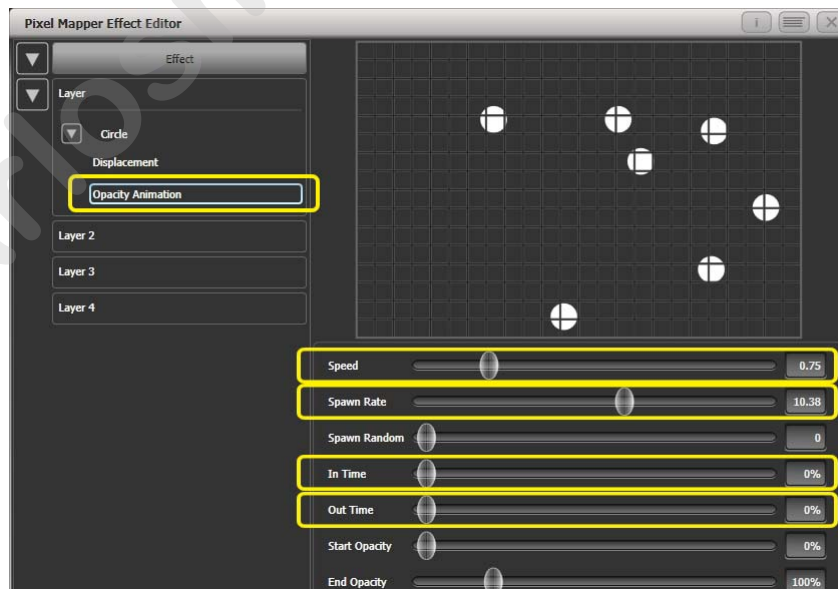 Pixel Mapper Effect Editor
i
Effect
Layer
Circle
Displacement
Opacity Animation
Layer 2
Layer 3
Layer 4
Speed 0.75
Spawn Rate 10.38
Spawn Random 0
In Time 0%
Out Time 0%
Start Opacity 0%
End Opacity 100%